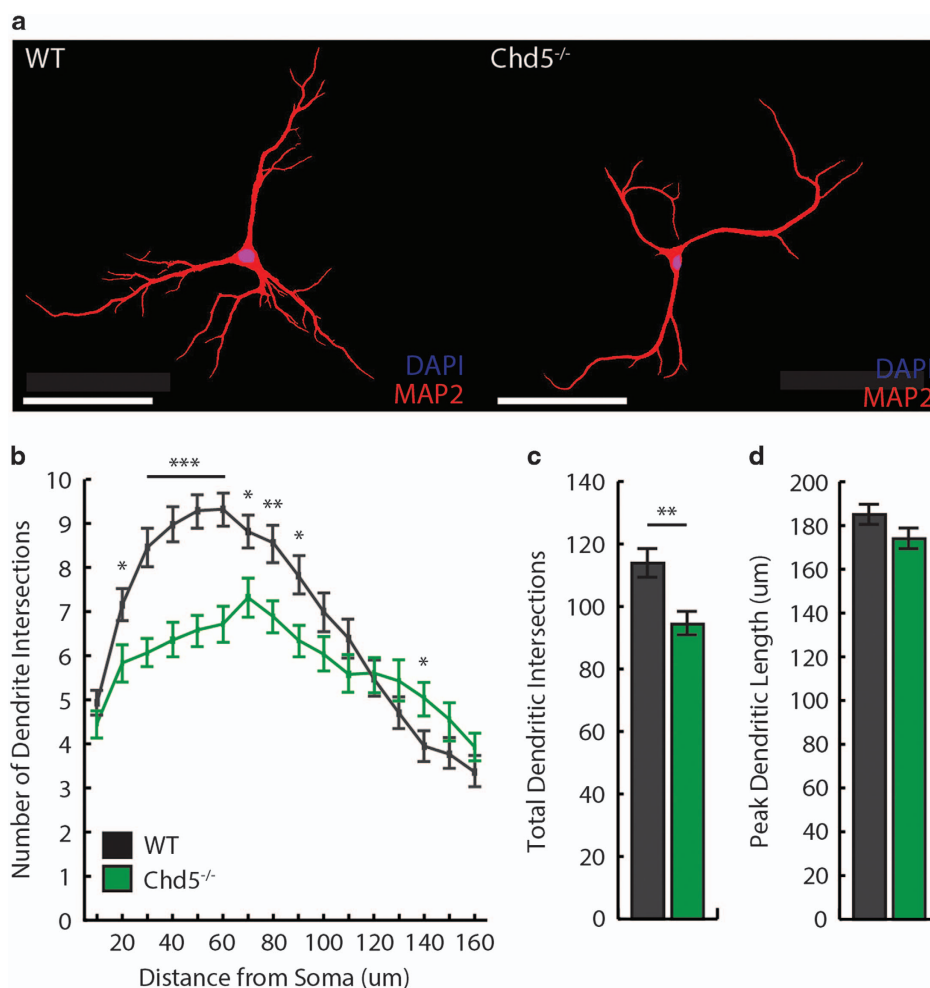 a
WT
Chd5-/-
DAPI
MAP2
DAPI
MAP2
b
Number of Dendrite Intersections
10
9
8
7
6
5
4
3
2
1
0
*
***
*
**
*
*
WT
Chd5-/-
20 40 60 80 100 120 140 160
Distance from Soma (um)
c
Total Dendritic Intersections
140
120
100
80
60
40
20
0
**
d
Peak Dendritic Length (um)
200
180
160
140
120
100
80
60
40
20
0